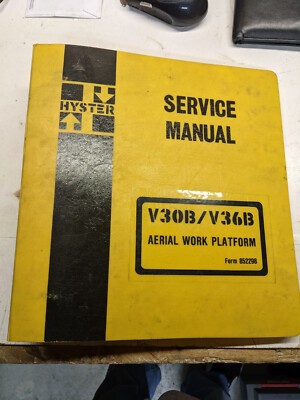 HYSTER
SERVICE
MANUAL
V30B/V36B
AERIAL WORK PLATFORM
Form 852298